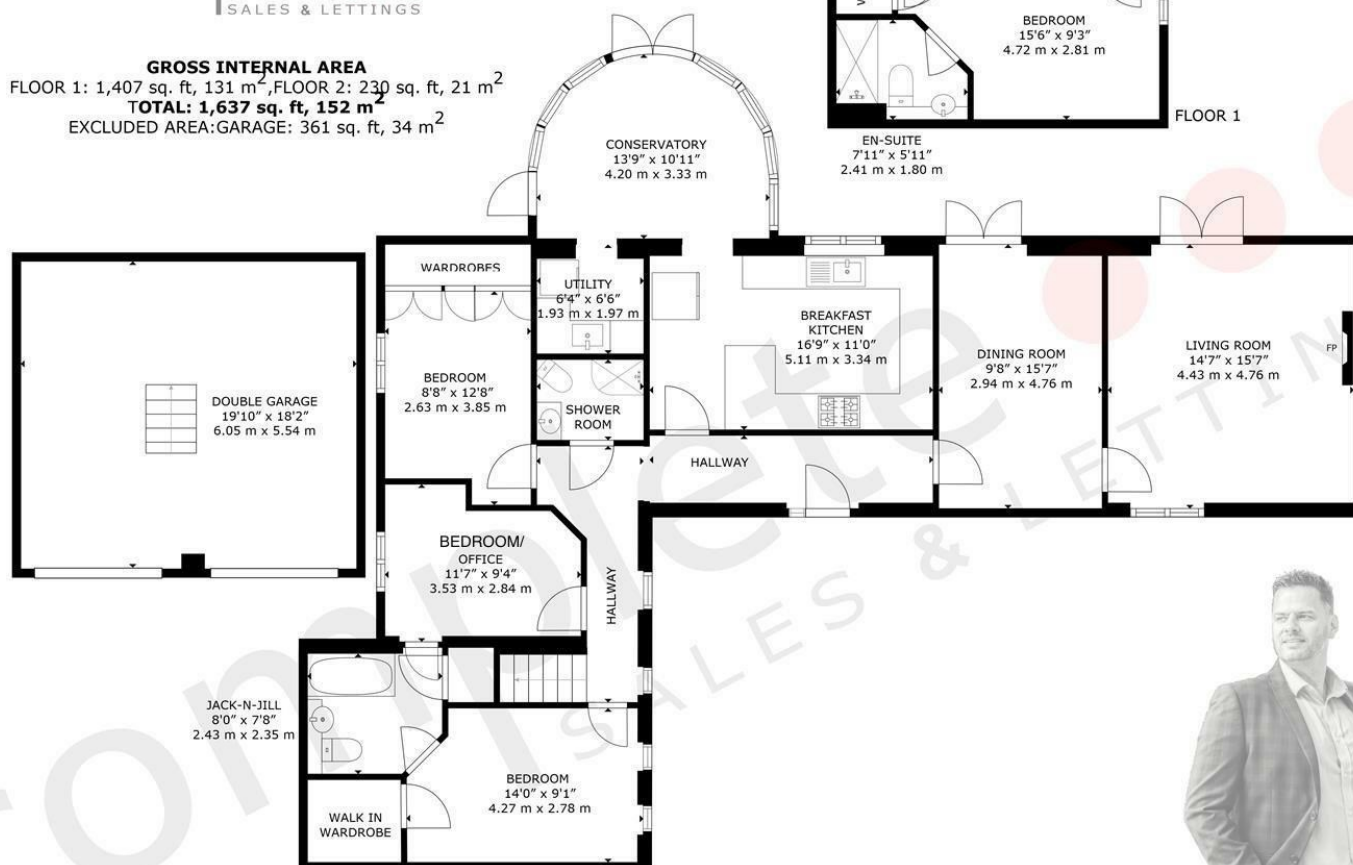 SALES & LETTINGS
GROSS INTERNAL AREA
FLOOR 1: 1,407 sq. ft, 131 m², FLOOR 2: 230 sq. ft, 21 m²
TOTAL: 1,637 sq. ft, 152 m²
EXCLUDED AREA:GARAGE: 361 sq. ft, 34 m²
BEDROOM
15'6" x 9'3"
4.72 m x 2.81 m
FLOOR 1
EN-SUITE
7'11" x 5'11"
2.41 m x 1.80 m
CONSERVATORY
13'9" x 10'11"
4.20 m x 3.33 m
WARDROBES
UTILITY
6'4" x 6'6"
1.93 m x 1.97 m
BREAKFAST
KITCHEN
16'9" x 11'0"
5.11 m x 3.34 m
DINING ROOM
9'8" x 15'7"
2.94 m x 4.76 m
LIVING ROOM
14'7" x 15'7"
4.43 m x 4.76 m
FP
DOUBLE GARAGE
19'10" x 18'2"
6.05 m x 5.54 m
BEDROOM
8'8" x 12'8"
2.63 m x 3.85 m
SHOWER
ROOM
HALLWAY
BEDROOM/
OFFICE
11'7" x 9'4"
3.53 m x 2.84 m
HALLWAY
JACK-N-JILL
8'0" x 7'8"
2.43 m x 2.35 m
BEDROOM
14'0" x 9'1"
4.27 m x 2.78 m
WALK IN
WARDROBE
omplete
SALES & LETTIN